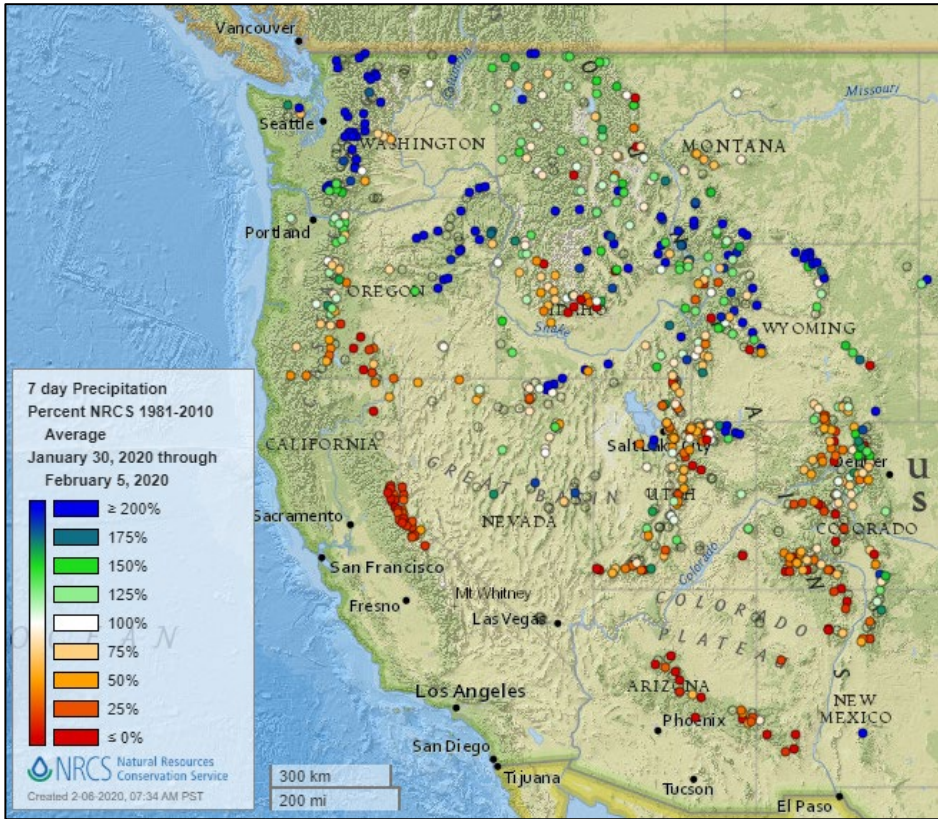 Vancouver
Columbia
Missouri
Seattle
WASHINGTON
MONTANA
Portland
OREGON
IDAHO
Snake
WYOMING
7 day Precipitation
Percent NRCS 1981-2010
Average
January 30, 2020 through
February 5, 2020
≥ 200%
175%
150%
125%
100%
75%
50%
25%
≤ 0%
NRCS Natural Resources
Conservation Service
Created 2-06-2020, 07:34 AM PST
CALIFORNIA
Salt Lake City
Denver
US
GREAT BASIN
UTAH
NEVADA
COLORADO
Sacramento
San Francisco
Colorado
Mt Whitney
Fresno
Las Vegas
COLORADO
PLATEAU
OCEAN
Los Angeles
ARIZONA
NEW
MEXICO
Phoenix
San Diego
Tijuana
Tucson
El Paso
300 km
200 mi